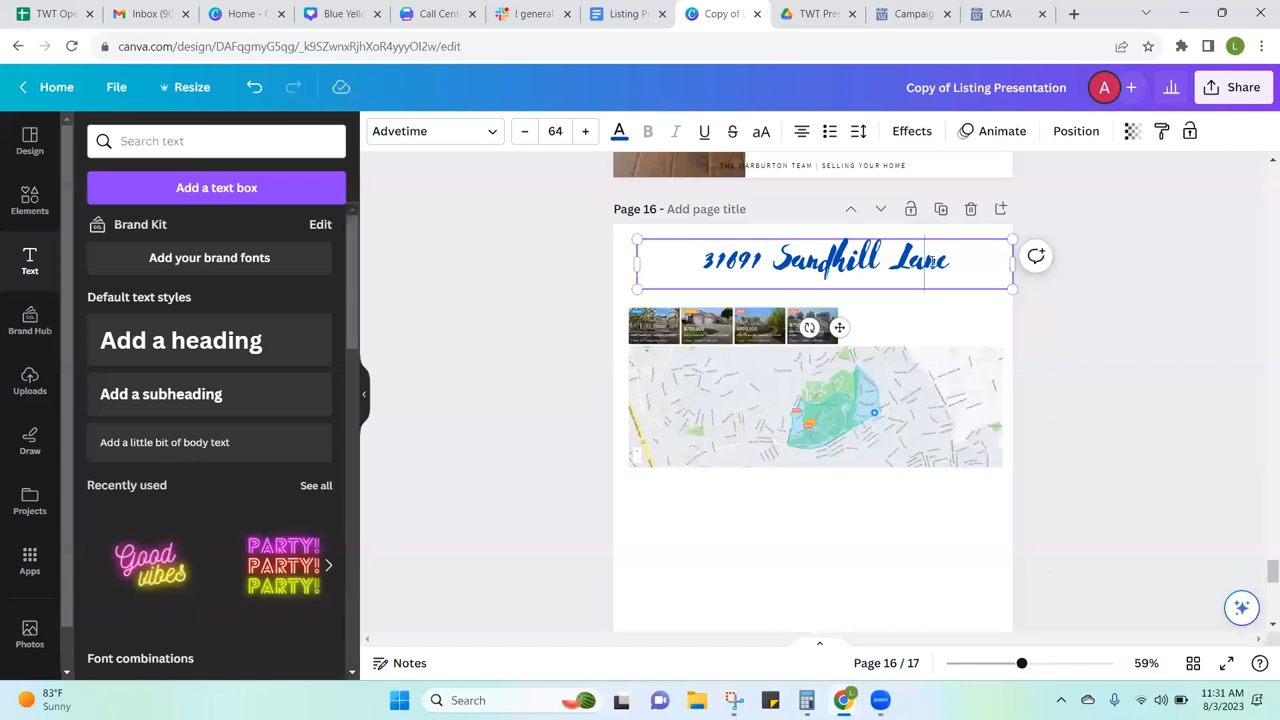 TWT Operations
Inbox (90
Home - C
Blue Yello
Call Cent
general
Listing Pr
Copy of L
TWT Pres
Campaig
CMA
canva.com/design/DAFqgmyG5qg/_k9SZwnxRjhXoR4yyyOI2w/edit
Home
File
Resize
Copy of Listing Presentation
A
Share
Search text
Advetime
64
A
B
I
U
S
aA
Effects
Animate
Position
Design
Elements
Text
Brand Hub
Uploads
Draw
Projects
Apps
Photos
Add a text box
Brand Kit
Edit
Add your brand fonts
Default text styles
Add a heading
Add a subheading
Add a little bit of body text
Recently used
See all
Good vibes
PARTY!
PARTY!
PARTY!
Font combinations
THE WARBURTON TEAM | SELLING YOUR HOME
Page 16 - Add page title
31691 Sandhill Lane
Notes
Page 16 / 17
59%
83°F
Sunny
Search
11:31 AM
8/3/2023